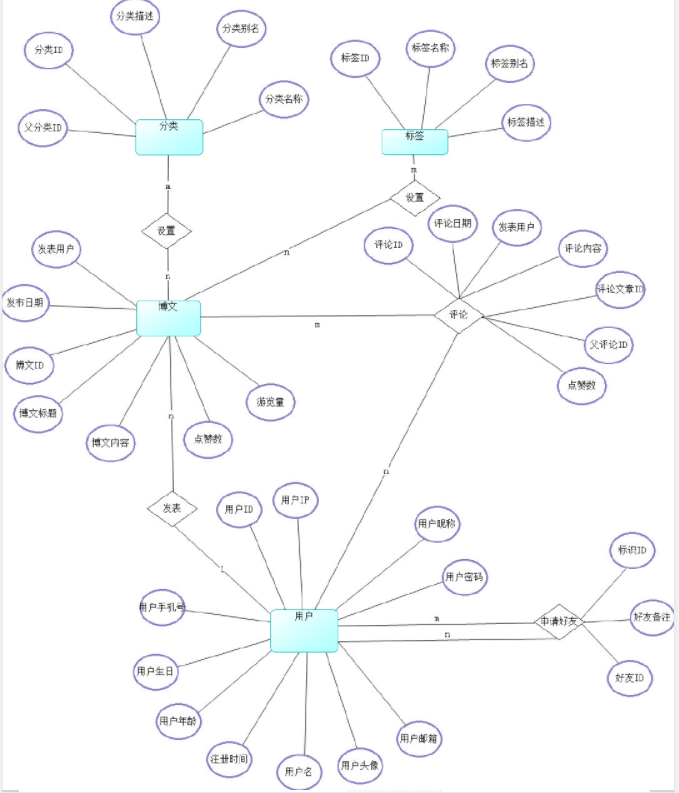 分类描述
分类别名
分类ID
分类名称
父分类ID
分类
标签ID
标签名称
标签别名
标签描述
标签
m
m
设置
设置
n
n
发表用户
发布日期
博文ID
博文标题
博文内容
点赞数
游览量
博文
评论ID
评论日期
发表用户
评论内容
评论文章ID
父评论ID
点赞数
评论
m
n
n
发表
1
用户ID
用户IP
用户昵称
用户密码
用户手机号
用户
用户生日
用户年龄
注册时间
用户名
用户头像
用户邮箱
m
n
申请好友
标识ID
好友备注
好友ID